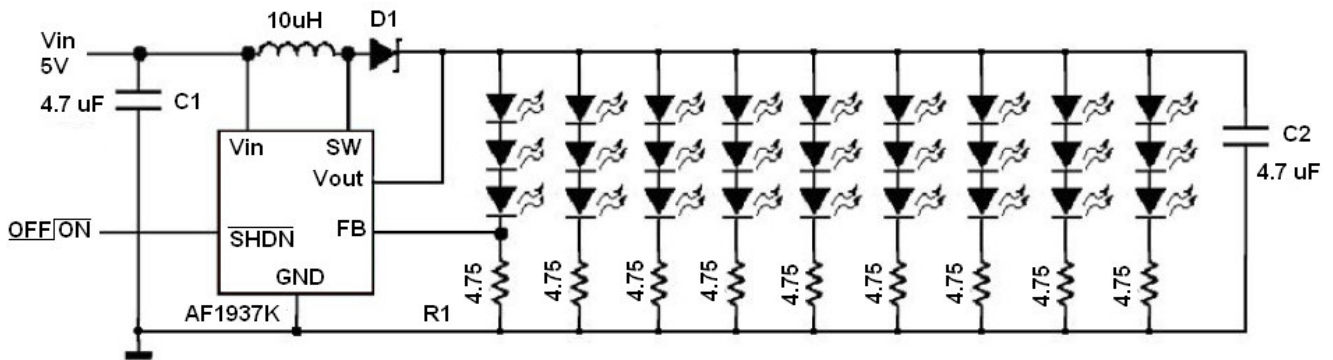 10uH
D1
Vin
5V
4.7 uF
C1
Vin
SW
Vout
C2
4.7 uF
OFF ON
SHDN
FB
GND
4.75
4.75
4.75
4.75
4.75
4.75
4.75
4.75
4.75
AF1937K
R1